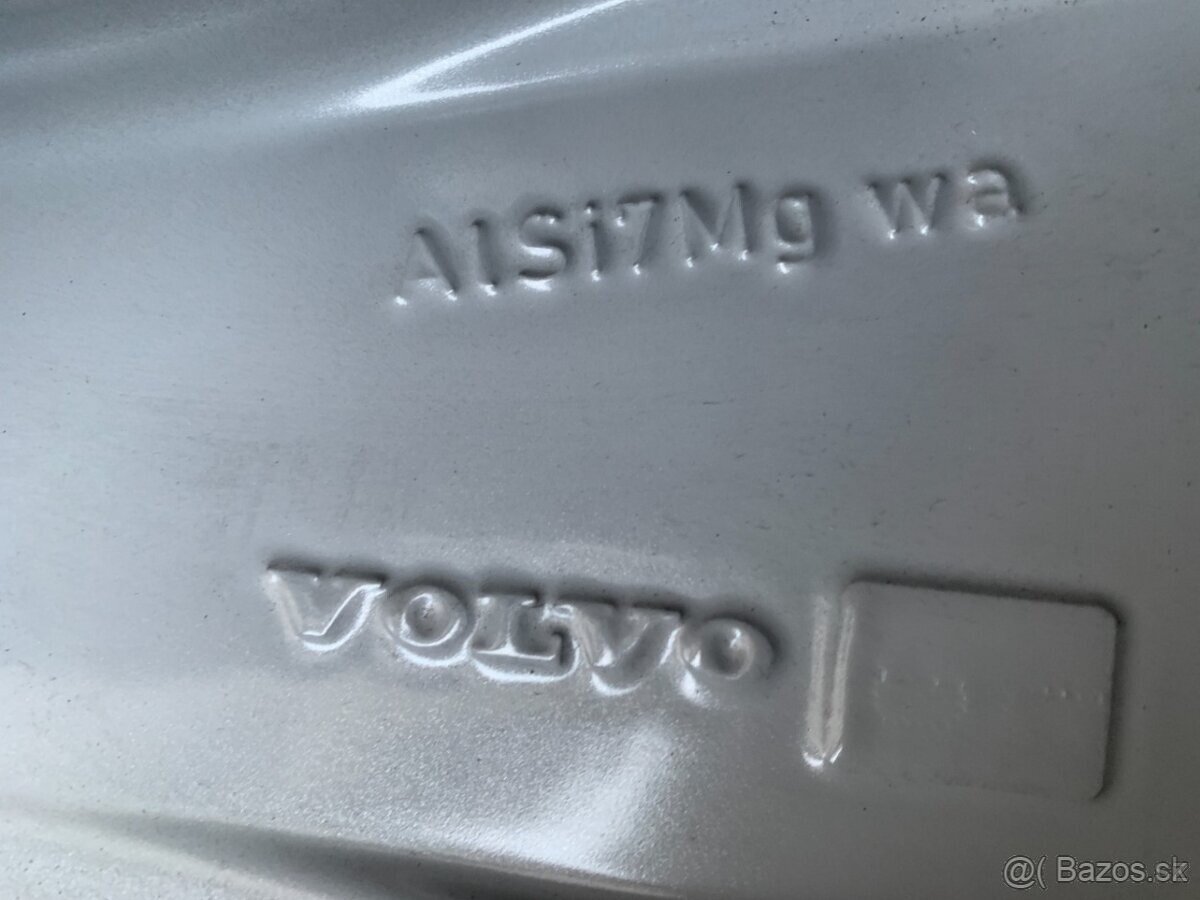 AlSi7Mg wa
VOLVO
@( Bazos.sk